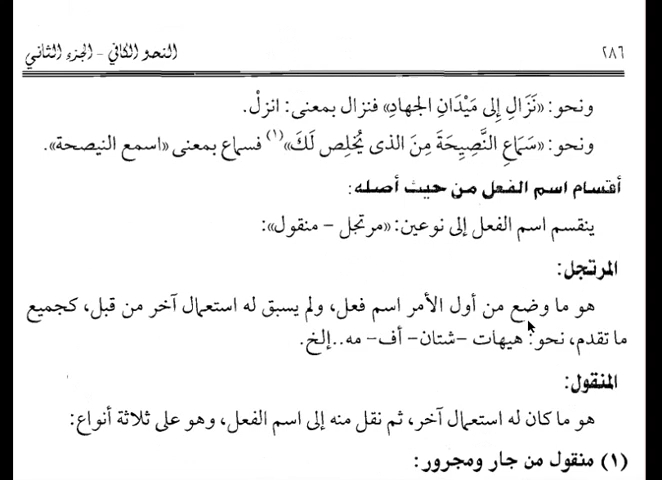 ٢٨٦
النحو الكافي - الجزء الثاني
ونحو: «نَزَالِ إِلى مَيْدَانِ الجهادِ» فنزال بمعنى: انزلْ.
ونحو: «سَمَاعِ النَّصِيحَةَ مِنَ الذى يُخلِص لَكَ»(١) فسماع بمعنى «اسمع النيصحة».
أقسام اسم الفعل من حيث أصله:
ينقسم اسم الفعل إلى نوعين: «مرتجل - منقول»:
المرتجل:
هو ما وضع من أول الأمر اسم فعل، ولم يسبق له استعمال آخر من قبل، كجميع
ما تقدم، نحو: هيهات -شتان- أف- مه..إلخ.
المنقول:
هو ما كان له استعمال آخر، ثم نقل منه إلى اسم الفعل، وهو على ثلاثة أنواع:
(١) منقول من جار ومجرور: